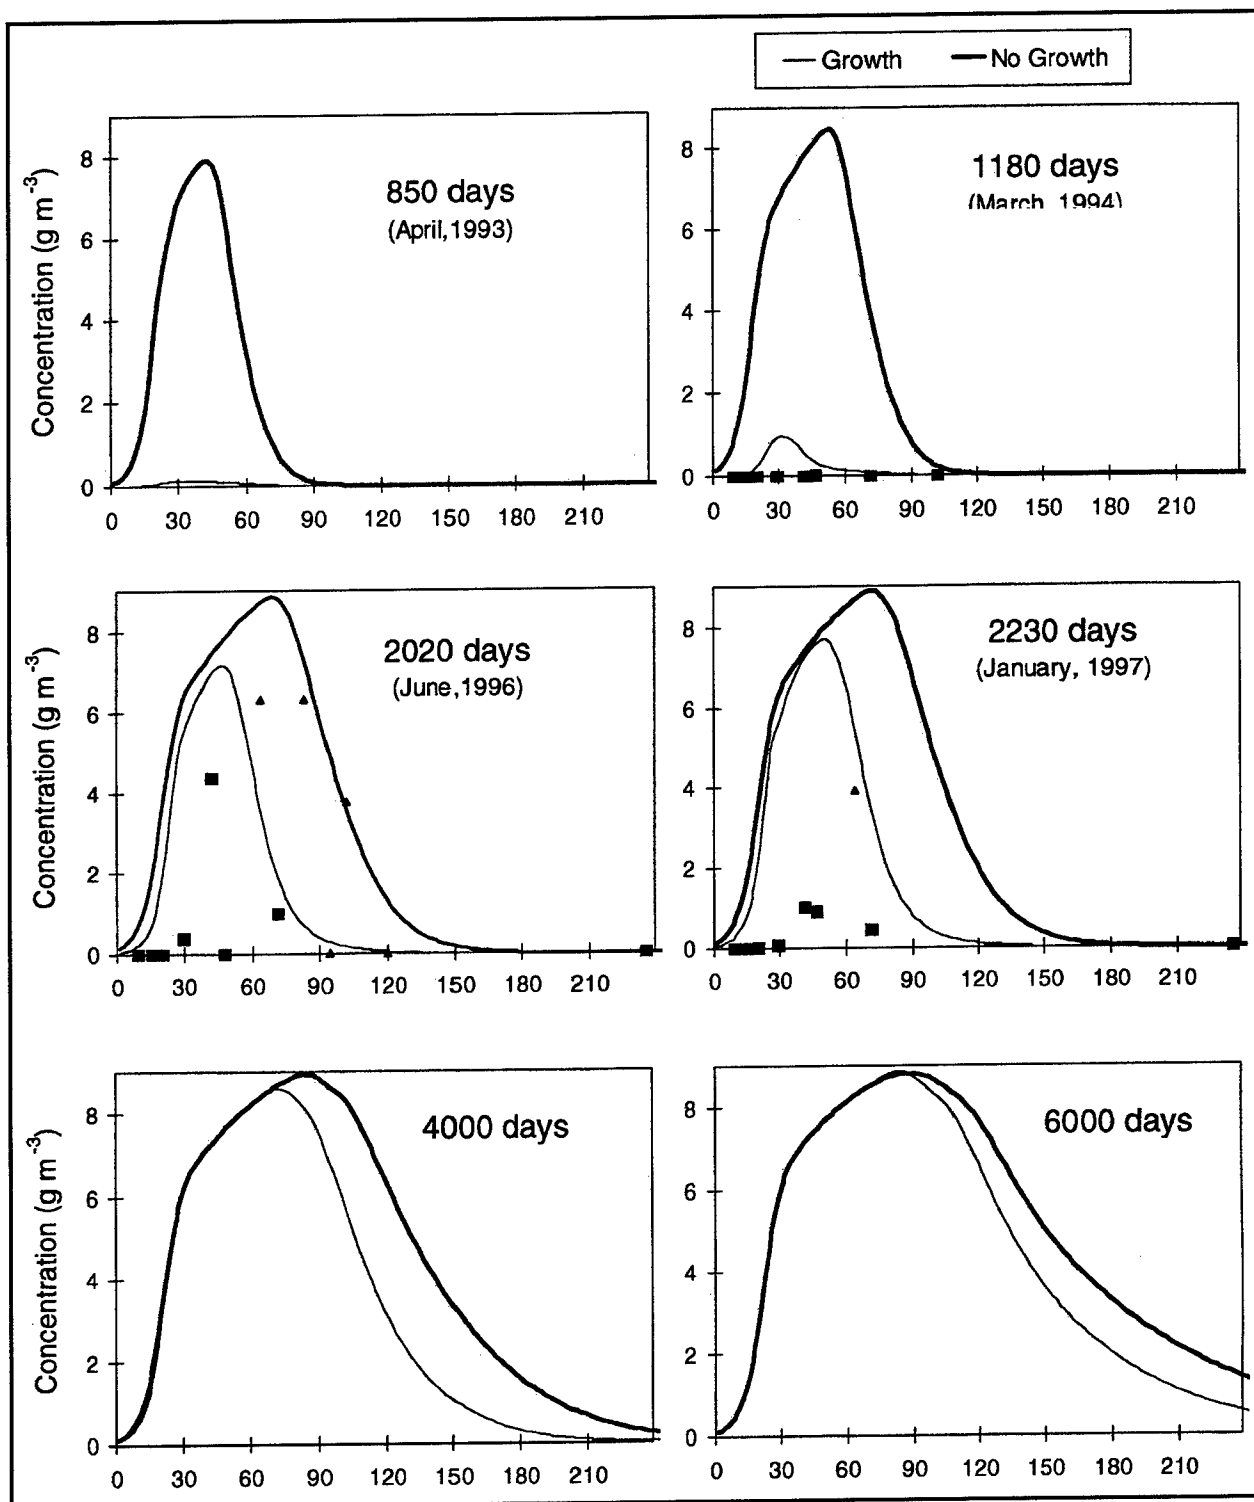 Growth No Growth
Concentration (g m⁻³)
8
6
4
2
0
0 30 60 90 120 150 180 210
850 days
(April,1993)
8
6
4
2
0
0 30 60 90 120 150 180 210
1180 days
(March, 1994)
Concentration (g m⁻³)
8
6
4
2
0
0 30 60 90 120 150 180 210
2020 days
(June,1996)
8
6
4
2
0
0 30 60 90 120 150 180 210
2230 days
(January, 1997)
Concentration (g m⁻³)
8
6
4
2
0
0 30 60 90 120 150 180 210
4000 days
8
6
4
2
0
0 30 60 90 120 150 180 210
6000 days